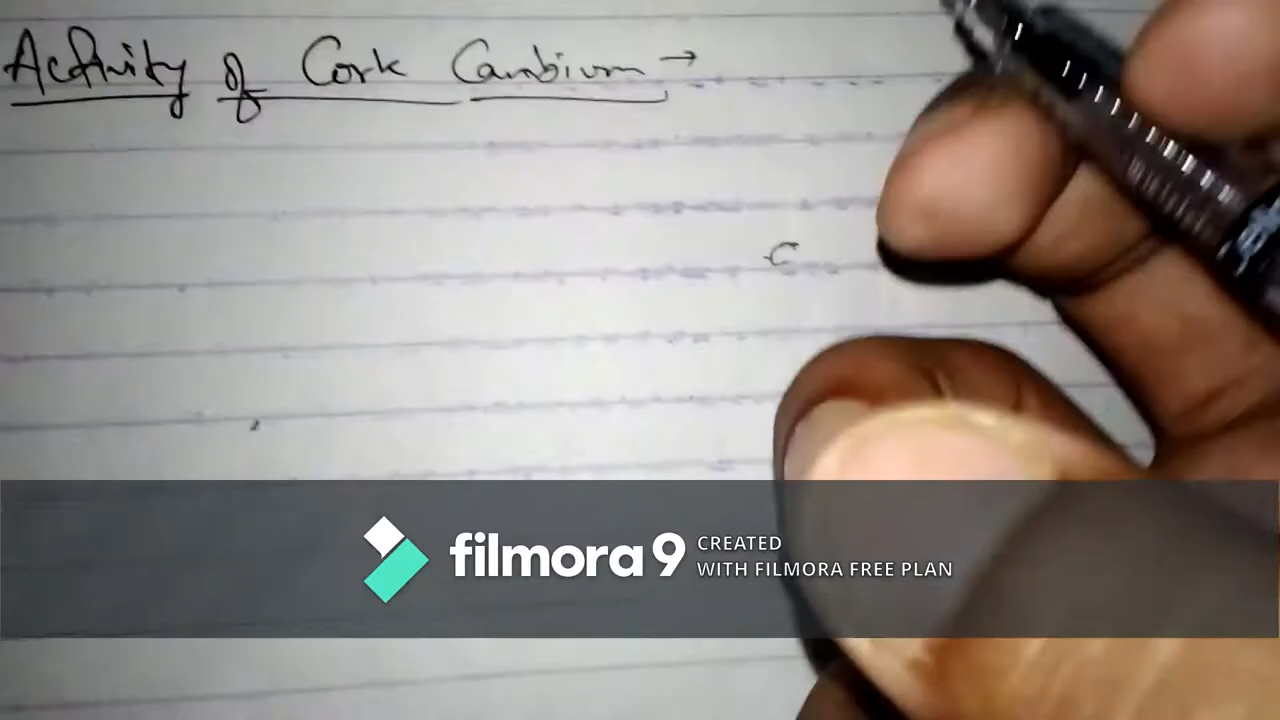 Activity of Cork Cambium →
C
filmora9 CREATED
WITH FILMORA FREE PLAN